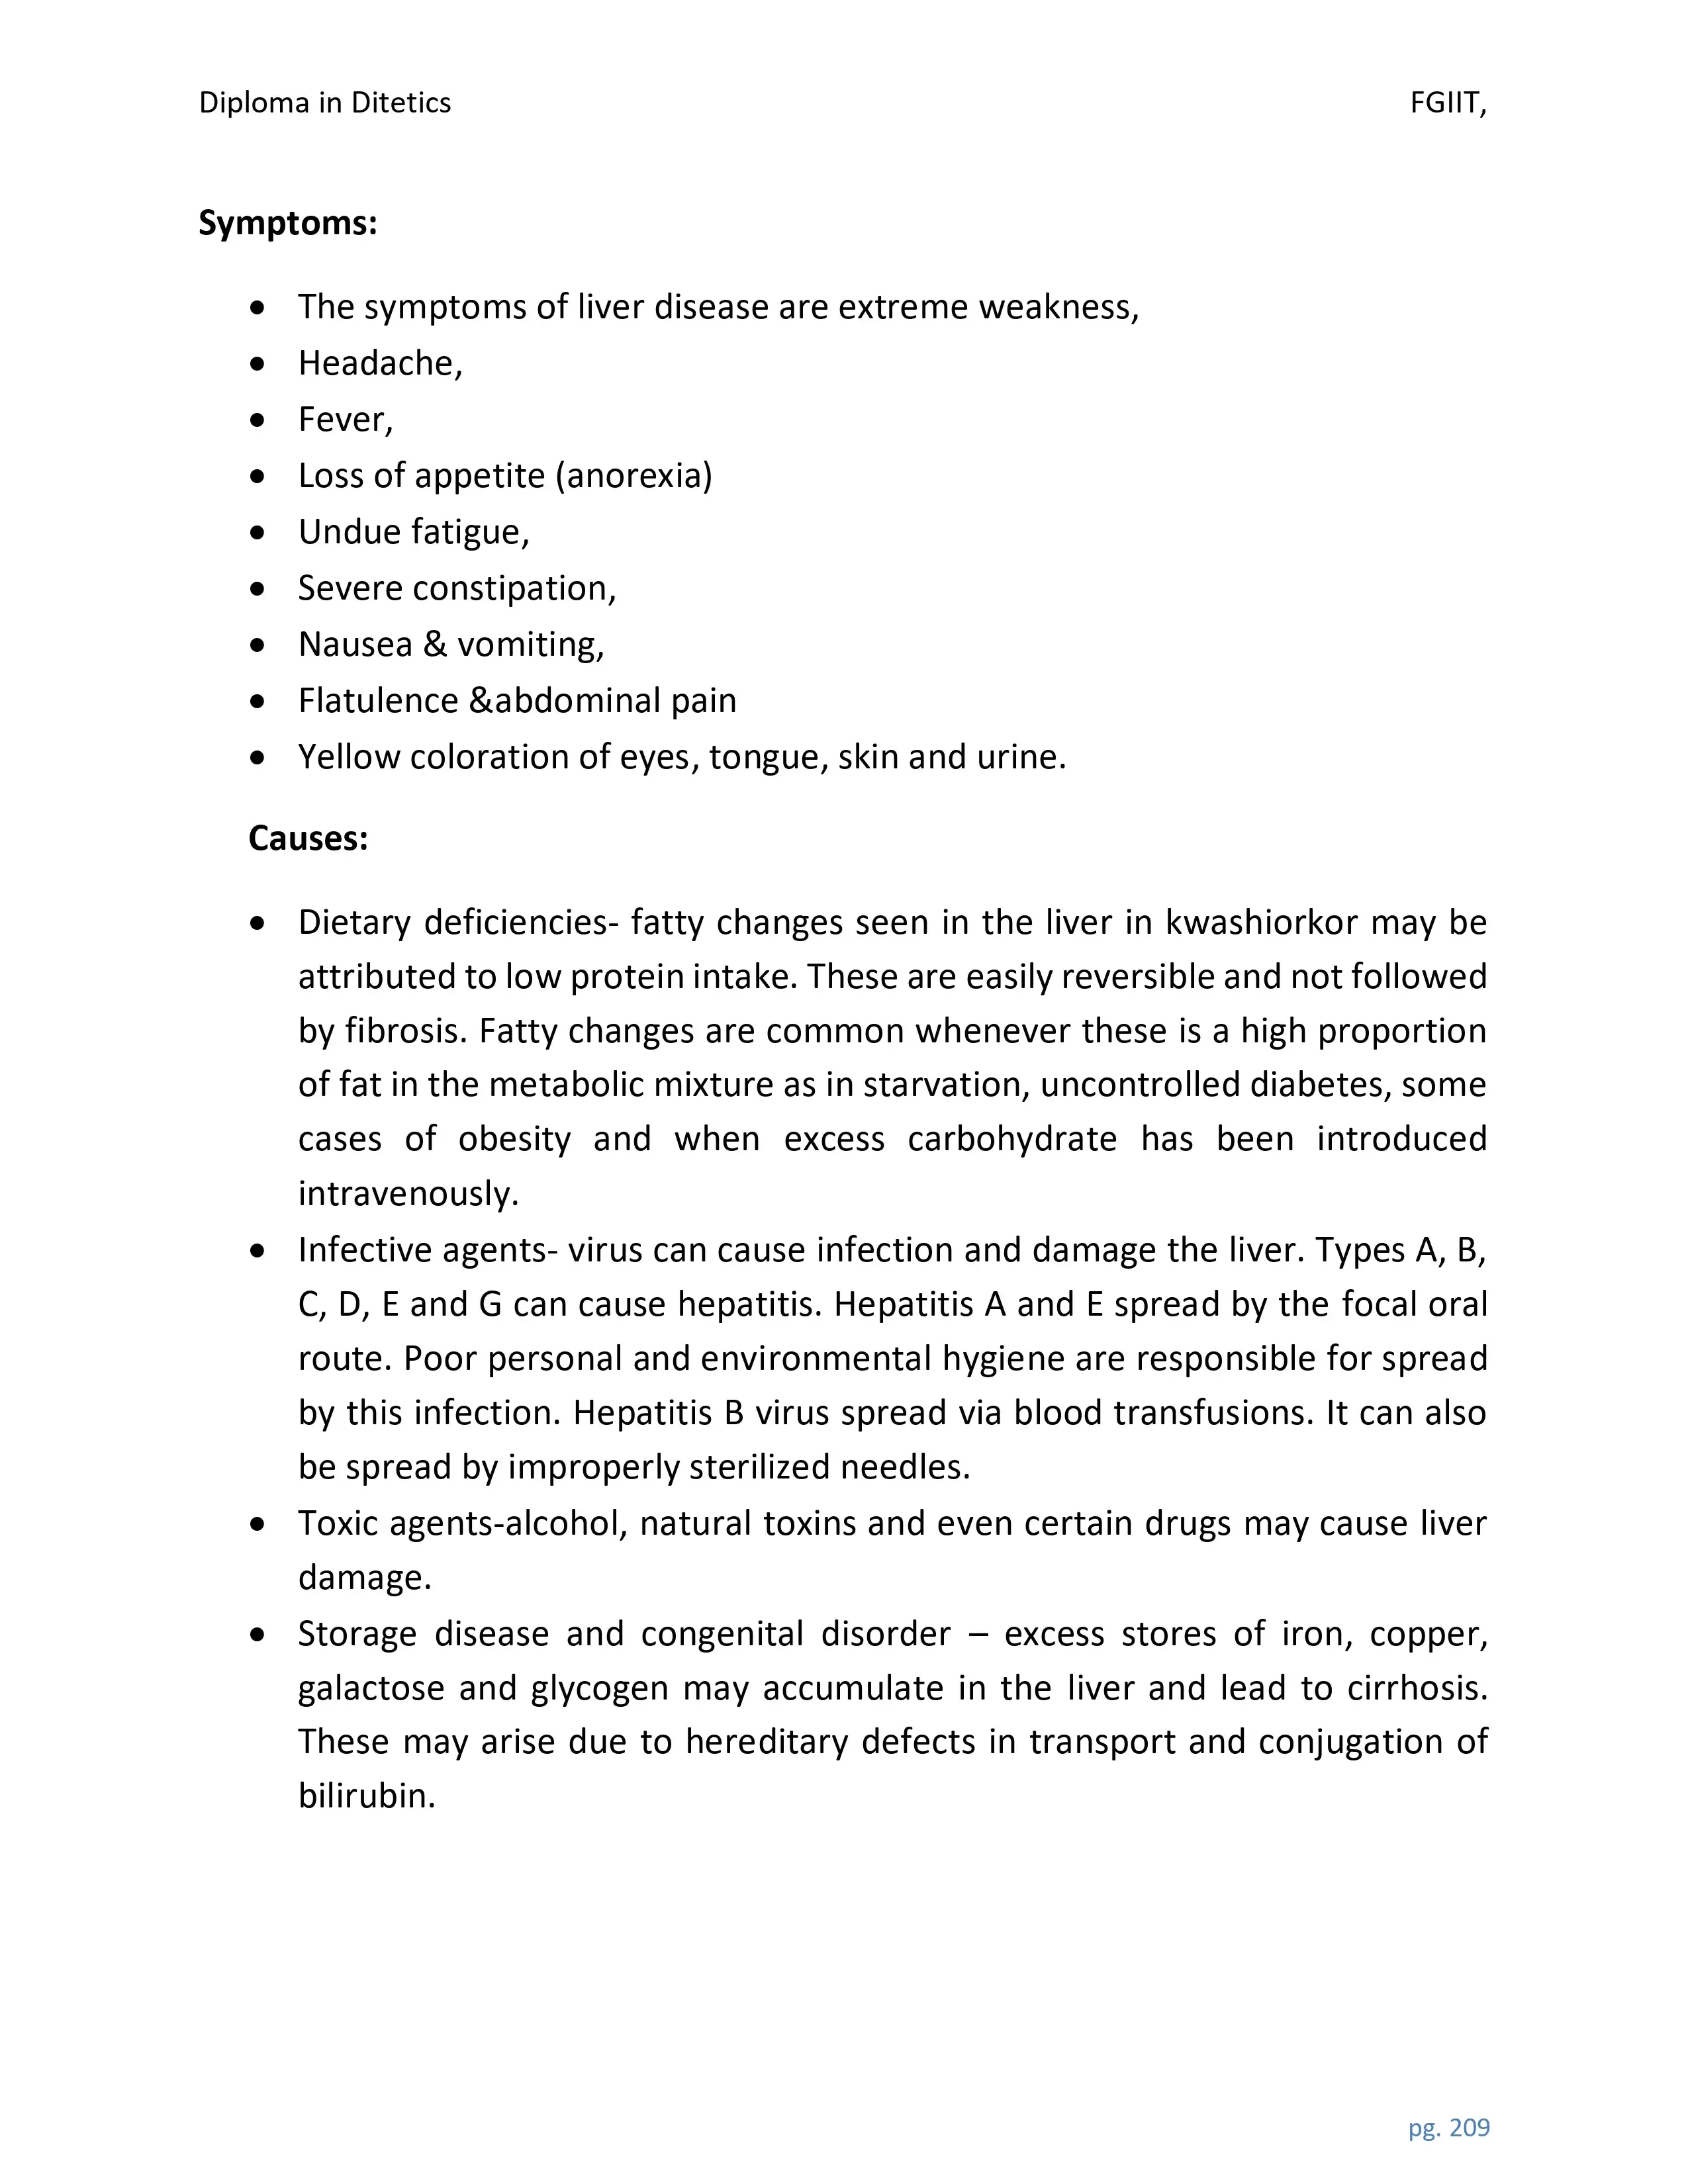 Diploma in Ditetics FGIIT,
Symptoms:
• The symptoms of liver disease are extreme weakness,
• Headache,
• Fever,
• Loss of appetite (anorexia)
• Undue fatigue,
• Severe constipation,
• Nausea & vomiting,
• Flatulence &abdominal pain
• Yellow coloration of eyes, tongue, skin and urine.
Causes:
• Dietary deficiencies- fatty changes seen in the liver in kwashiorkor may be
attributed to low protein intake. These are easily reversible and not followed
by fibrosis. Fatty changes are common whenever these is a high proportion
of fat in the metabolic mixture as in starvation, uncontrolled diabetes, some
cases of obesity and when excess carbohydrate has been introduced
intravenously.
• Infective agents- virus can cause infection and damage the liver. Types A, B,
C, D, E and G can cause hepatitis. Hepatitis A and E spread by the focal oral
route. Poor personal and environmental hygiene are responsible for spread
by this infection. Hepatitis B virus spread via blood transfusions. It can also
be spread by improperly sterilized needles.
• Toxic agents-alcohol, natural toxins and even certain drugs may cause liver
damage.
• Storage disease and congenital disorder – excess stores of iron, copper,
galactose and glycogen may accumulate in the liver and lead to cirrhosis.
These may arise due to hereditary defects in transport and conjugation of
bilirubin.
pg. 209